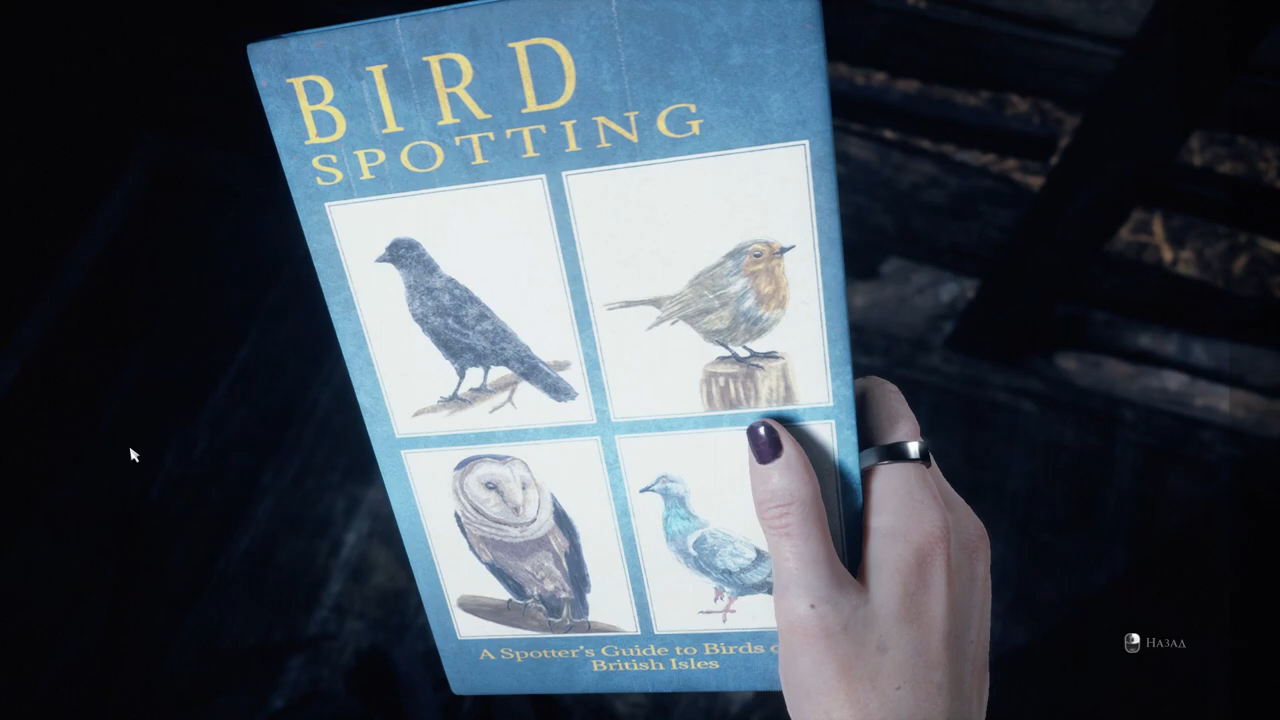 BIRD
SPOTTING
A Spotter's Guide to Birds
British Isles
Назад